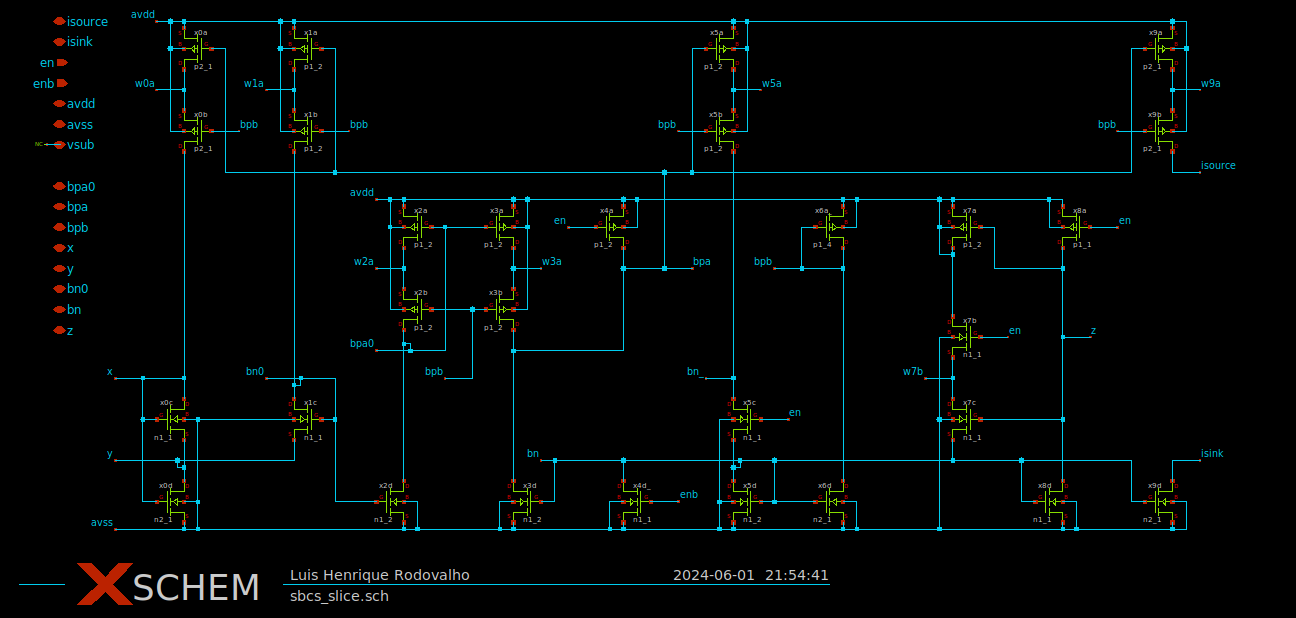 isource
isink
en
enb
avdd
avss
NC
vsub
bpa0
bpa
bpb
x
y
bn0
bn
z
avdd
x0a
x1a
x5a
x9a
p2_1
p1_2
p1_2
p2_1
w0a
w1a
w5a
w9a
x0b
x1b
x5b
x9b
bpb
bpb
bpb
bpb
p2_1
p1_2
p1_2
p2_1
isource
avdd
x2a
x3a
x4a
x6a
x7a
x8a
en
en
p1_2
p1_2
p1_2
p1_4
p1_2
p1_1
w2a
w3a
bpa
bpb
x2b
x3b
p1_2
p1_2
x7b
en
z
n1_1
bpa0
bpb
x
bn0
bn_
w7b
x0c
x1c
x5c
x7c
en
n1_1
n1_1
n1_1
n1_1
y
bn
isink
x0d
x2d
x3d
x4d_
x5d
x6d
x8d
x9d
enb
n2_1
n1_2
n1_2
n1_1
n1_2
n1_2
n1_1
n2_1
avss
XSCHEM
Luis Henrique Rodovalho
2024-06-01 21:54:41
sbcs_slice.sch